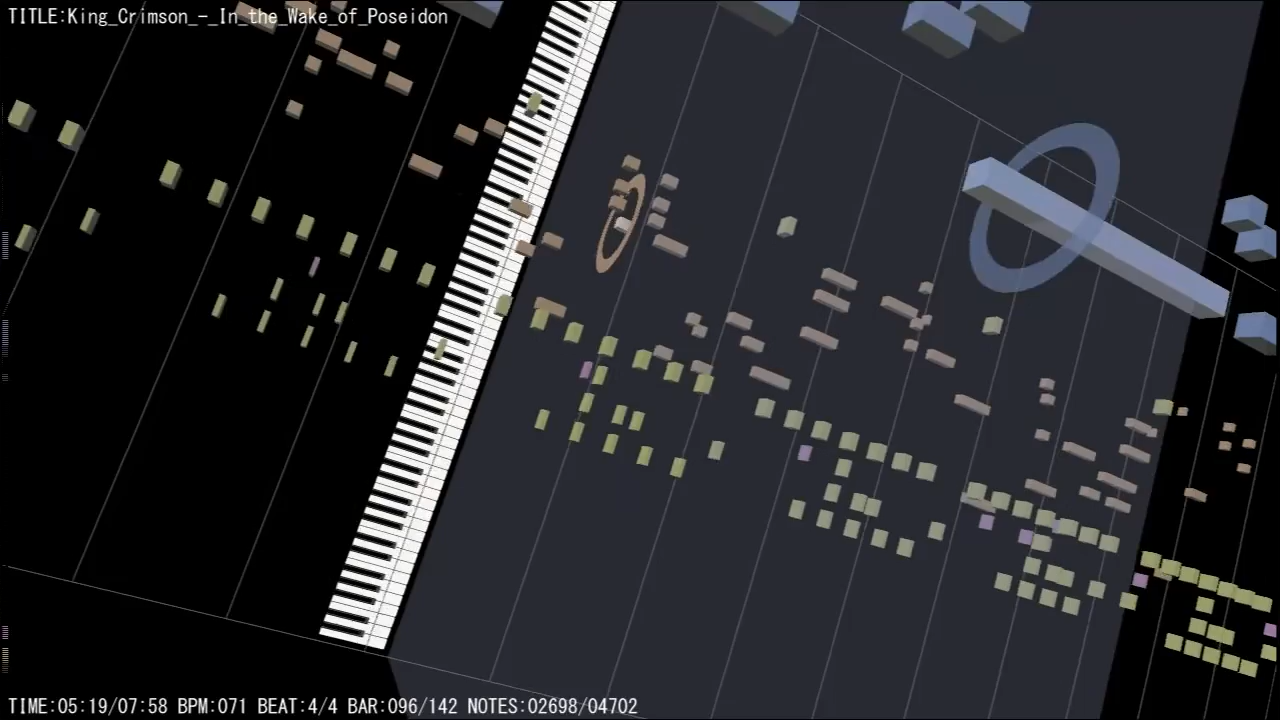 TITLE:King_Crimson_-_In_the_Wake_of_Poseidon
TIME:05:19/07:58 BPM:071 BEAT:4/4 BAR:096/142 NOTES:02698/04702